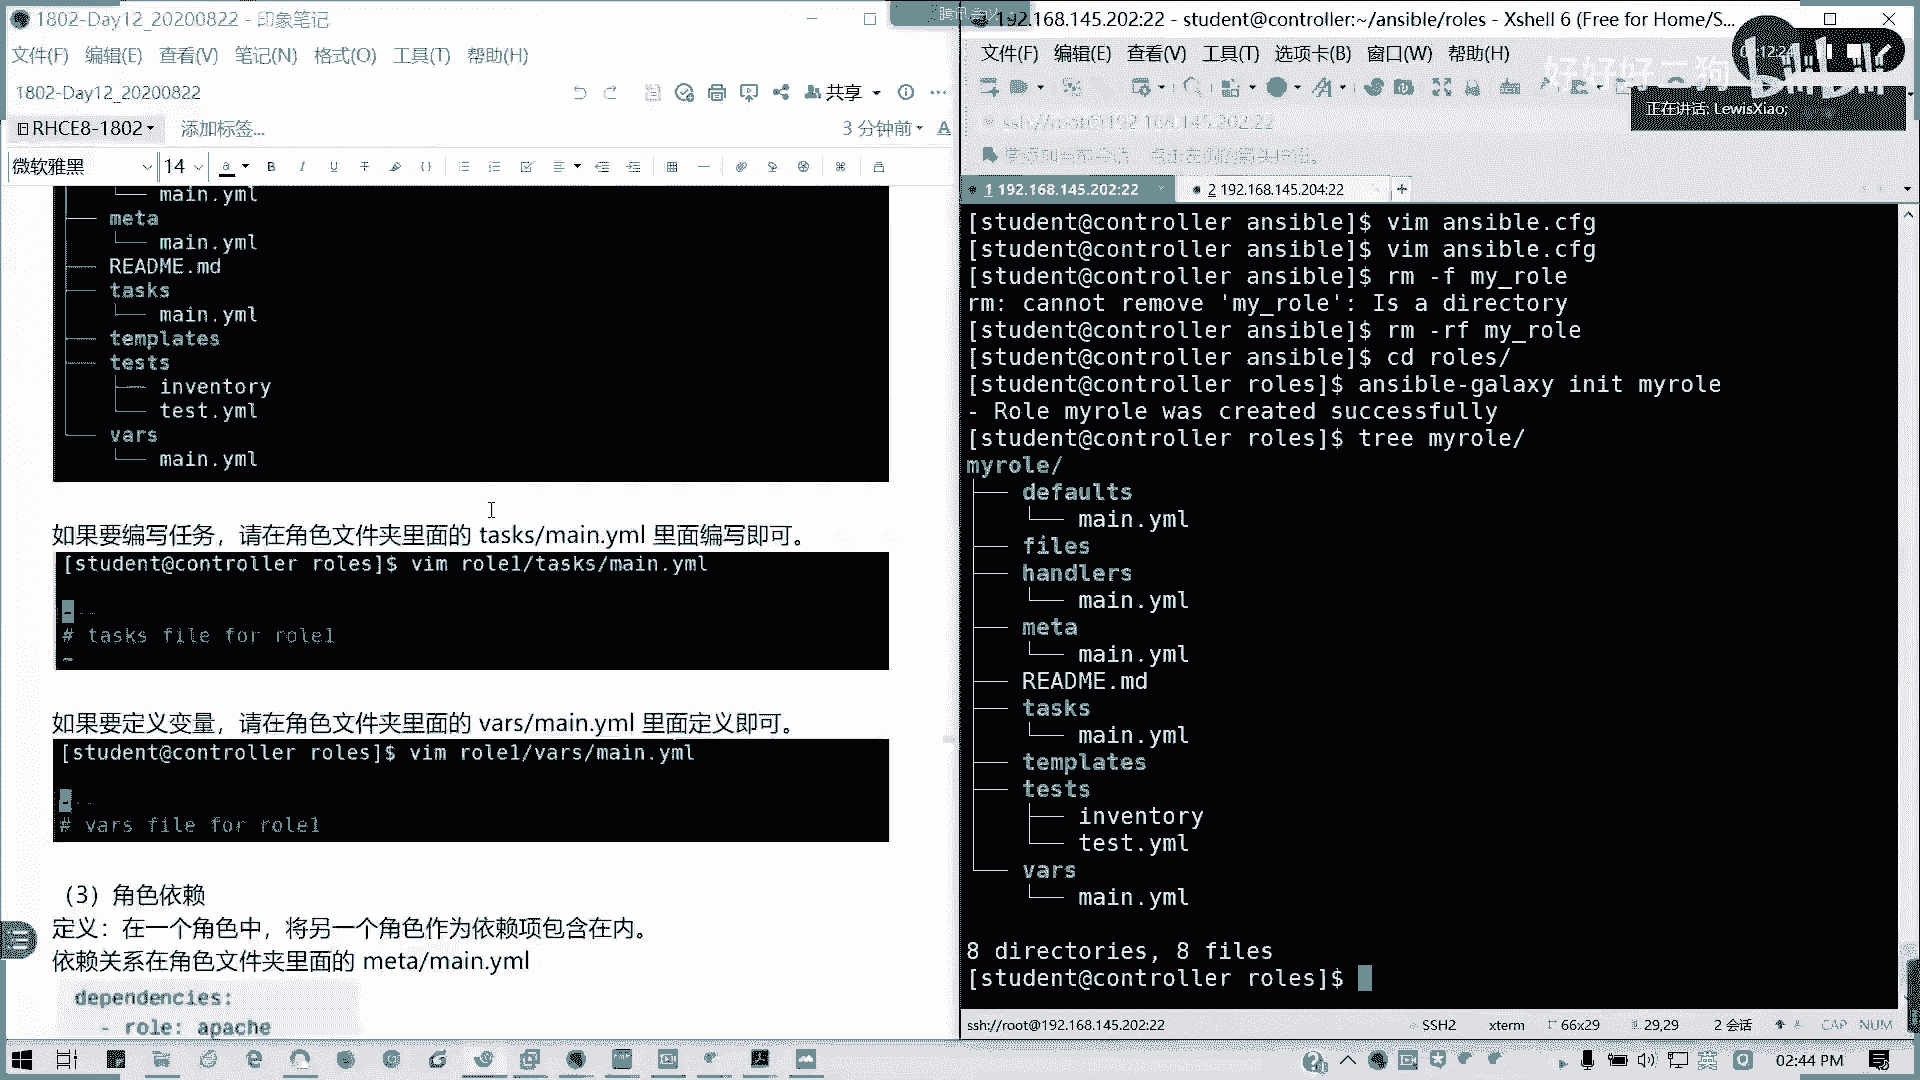 1802-Day12_20200822 - 印象笔记
文件(F) 编辑(E) 查看(V) 笔记(N) 格式(O) 工具(T) 帮助(H)
1802-Day12_20200822
共享
RHCE8-1802
添加标签...
3 分钟前
微软雅黑 14
main.yml
meta
main.yml
README.md
tasks
main.yml
templates
tests
inventory
test.yml
vars
main.yml
如果要编写任务，请在角色文件夹里面的 tasks/main.yml 里面编写即可。
[student@controller roles]$ vim role1/tasks/main.yml
---
# tasks file for role1
~
如果要定义变量，请在角色文件夹里面的 vars/main.yml 里面定义即可。
[student@controller roles]$ vim role1/vars/main.yml
---
# vars file for role1
（3）角色依赖
定义：在一个角色中，将另一个角色作为依赖项包含在内。
依赖关系在角色文件夹里面的 meta/main.yml
dependencies:
- role: apache
192.168.145.202:22 - student@controller:~/ansible/roles - Xshell 6 (Free for Home/S...
文件(F) 编辑(E) 查看(V) 工具(T) 选项卡(B) 窗口(W) 帮助(H)
好好好二狗
正在讲话: LewisXiao;
ssh://root@192.168.145.202:22
1 192.168.145.202:22
2 192.168.145.204:22
[student@controller ansible]$ vim ansible.cfg
[student@controller ansible]$ vim ansible.cfg
[student@controller ansible]$ rm -f my_role
rm: cannot remove 'my_role': Is a directory
[student@controller ansible]$ rm -rf my_role
[student@controller ansible]$ cd roles/
[student@controller roles]$ ansible-galaxy init myrole
- Role myrole was created successfully
[student@controller roles]$ tree myrole/
myrole/
defaults
main.yml
files
handlers
main.yml
meta
main.yml
README.md
tasks
main.yml
templates
tests
inventory
test.yml
vars
main.yml
8 directories, 8 files
[student@controller roles]$
ssh://root@192.168.145.202:22 SSH2 xterm 66x29 29,29 2 会话 CAP NUM
英 02:44 PM